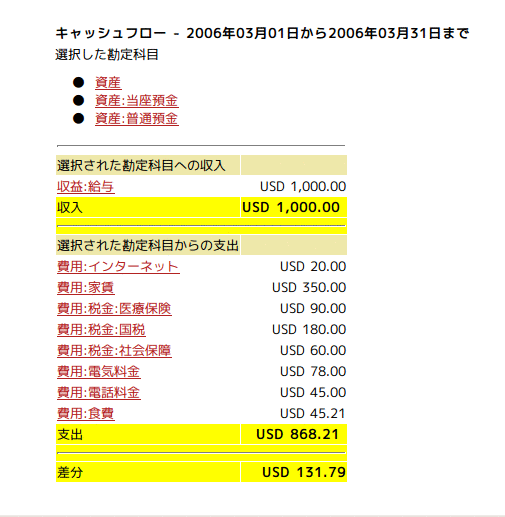 キャッシュフロー - 2006年03月01日から2006年03月31日まで
選択した勘定科目
● 資産
● 資産:当座預金
● 資産:普通預金
選択された勘定科目への収入
収益:給与 USD 1,000.00
収入 USD 1,000.00
選択された勘定科目からの支出
費用:インターネット USD 20.00
費用:家賃 USD 350.00
費用:税金:医療保険 USD 90.00
費用:税金:国税 USD 180.00
費用:税金:社会保障 USD 60.00
費用:電気料金 USD 78.00
費用:電話料金 USD 45.00
費用:食費 USD 45.21
支出 USD 868.21
差分 USD 131.79